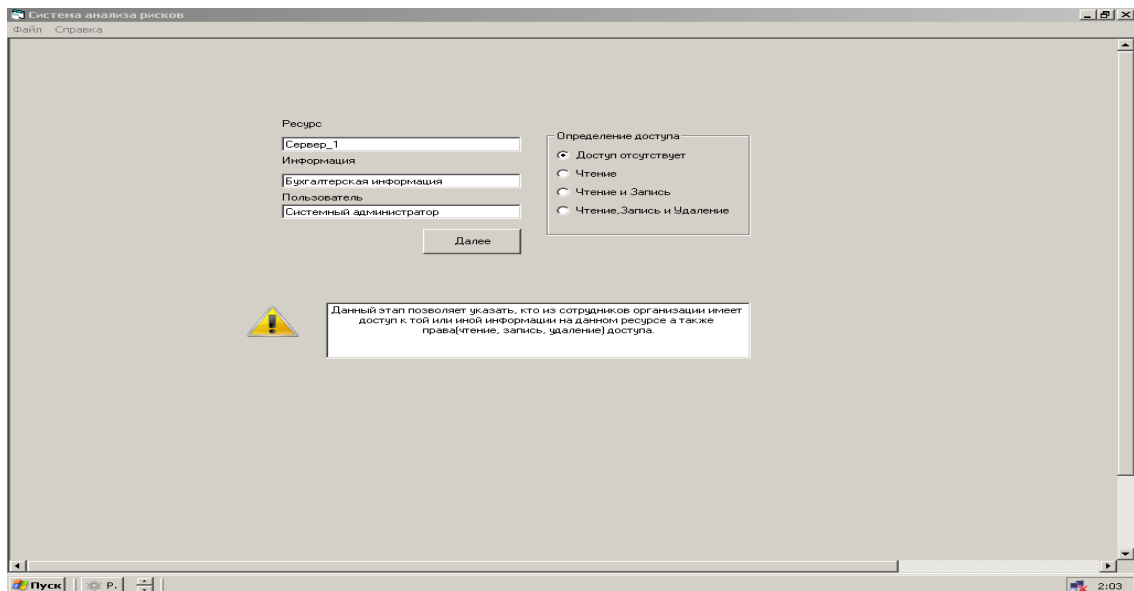 Система анализа рисков
Файл Справка
Ресурс
Сервер_1
Информация
Бухгалтерская информация
Пользователь
Системный администратор
Далее
Определение доступа
Доступ отсутствует
Чтение
Чтение и Запись
Чтение,Запись и Удаление
Данный этап позволяет указать, кто из сотрудников организации имеет
доступ к той или иной информации на данном ресурсе а также
права(чтение, запись, удаление) доступа.
Пуск
Р.
2:03